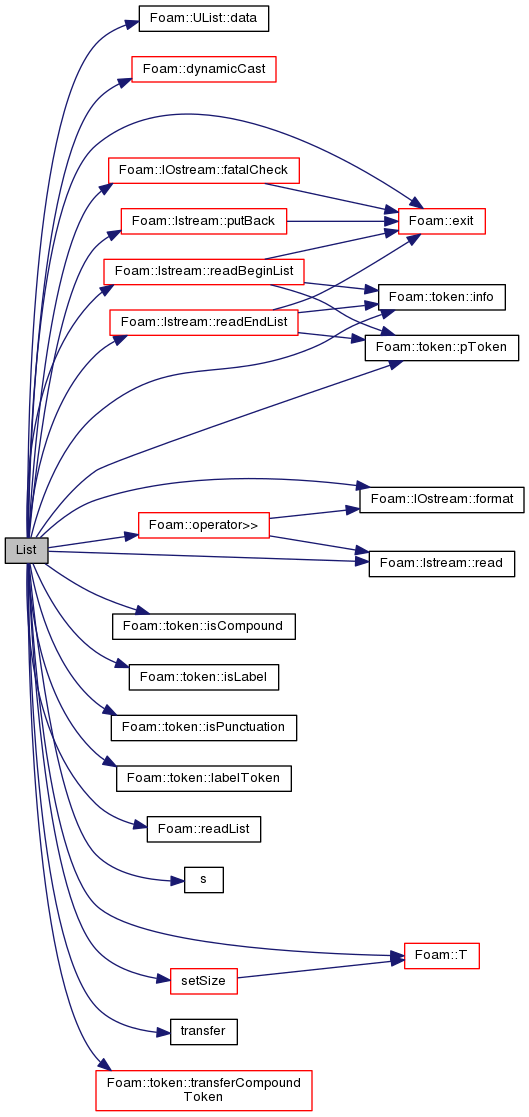 Foam::UList::data
Foam::dynamicCast
Foam::IOstream::fatalCheck
Foam::exit
Foam::Istream::putBack
Foam::Istream::readBeginList
Foam::token::info
Foam::Istream::readEndList
Foam::token::pToken
Foam::IOstream::format
Foam::operator>>
List
Foam::Istream::read
Foam::token::isCompound
Foam::token::isLabel
Foam::token::isPunctuation
Foam::token::labelToken
Foam::readList
s
Foam::T
setSize
transfer
Foam::token::transferCompound
Token